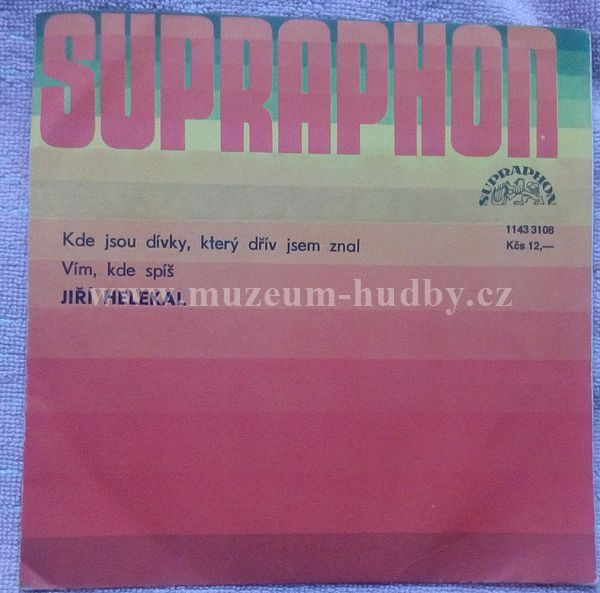 SUPRAPHON
SUPRAPHON
1143 3108
Kčs 12,—
Kde jsou dívky, který dřív jsem znal
Vím, kde spíš
JIŘÍ HELEKAL
www.muzeum-hudby.cz